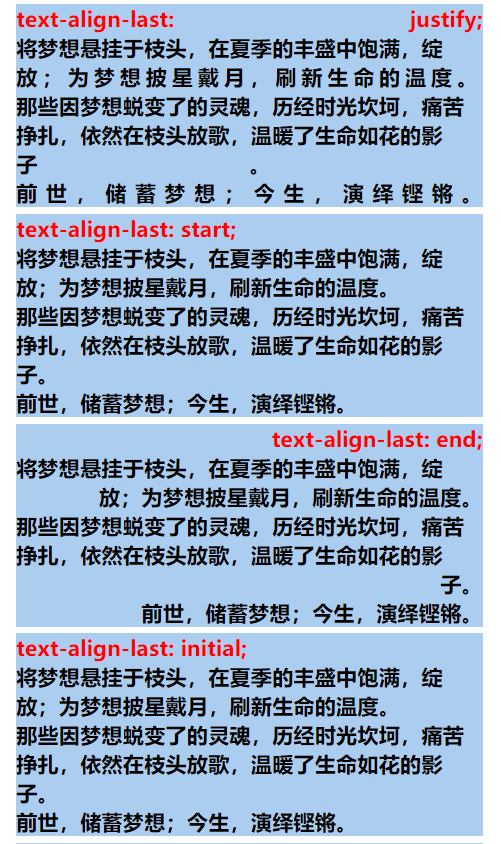 text-align-last: justify;
将梦想悬挂于枝头，在夏季的丰盛中饱满，绽
放；为梦想披星戴月，刷新生命的温度。
那些因梦想蜕变了的灵魂，历经时光坎坷，痛苦
挣扎，依然在枝头放歌，温暖了生命如花的影
子。
前世，储蓄梦想；今生，演绎铿锵。
text-align-last: start;
将梦想悬挂于枝头，在夏季的丰盛中饱满，绽
放；为梦想披星戴月，刷新生命的温度。
那些因梦想蜕变了的灵魂，历经时光坎坷，痛苦
挣扎，依然在枝头放歌，温暖了生命如花的影
子。
前世，储蓄梦想；今生，演绎铿锵。
text-align-last: end;
将梦想悬挂于枝头，在夏季的丰盛中饱满，绽
放；为梦想披星戴月，刷新生命的温度。
那些因梦想蜕变了的灵魂，历经时光坎坷，痛苦
挣扎，依然在枝头放歌，温暖了生命如花的影
子。
前世，储蓄梦想；今生，演绎铿锵。
text-align-last: initial;
将梦想悬挂于枝头，在夏季的丰盛中饱满，绽
放；为梦想披星戴月，刷新生命的温度。
那些因梦想蜕变了的灵魂，历经时光坎坷，痛苦
挣扎，依然在枝头放歌，温暖了生命如花的影
子。
前世，储蓄梦想；今生，演绎铿锵。